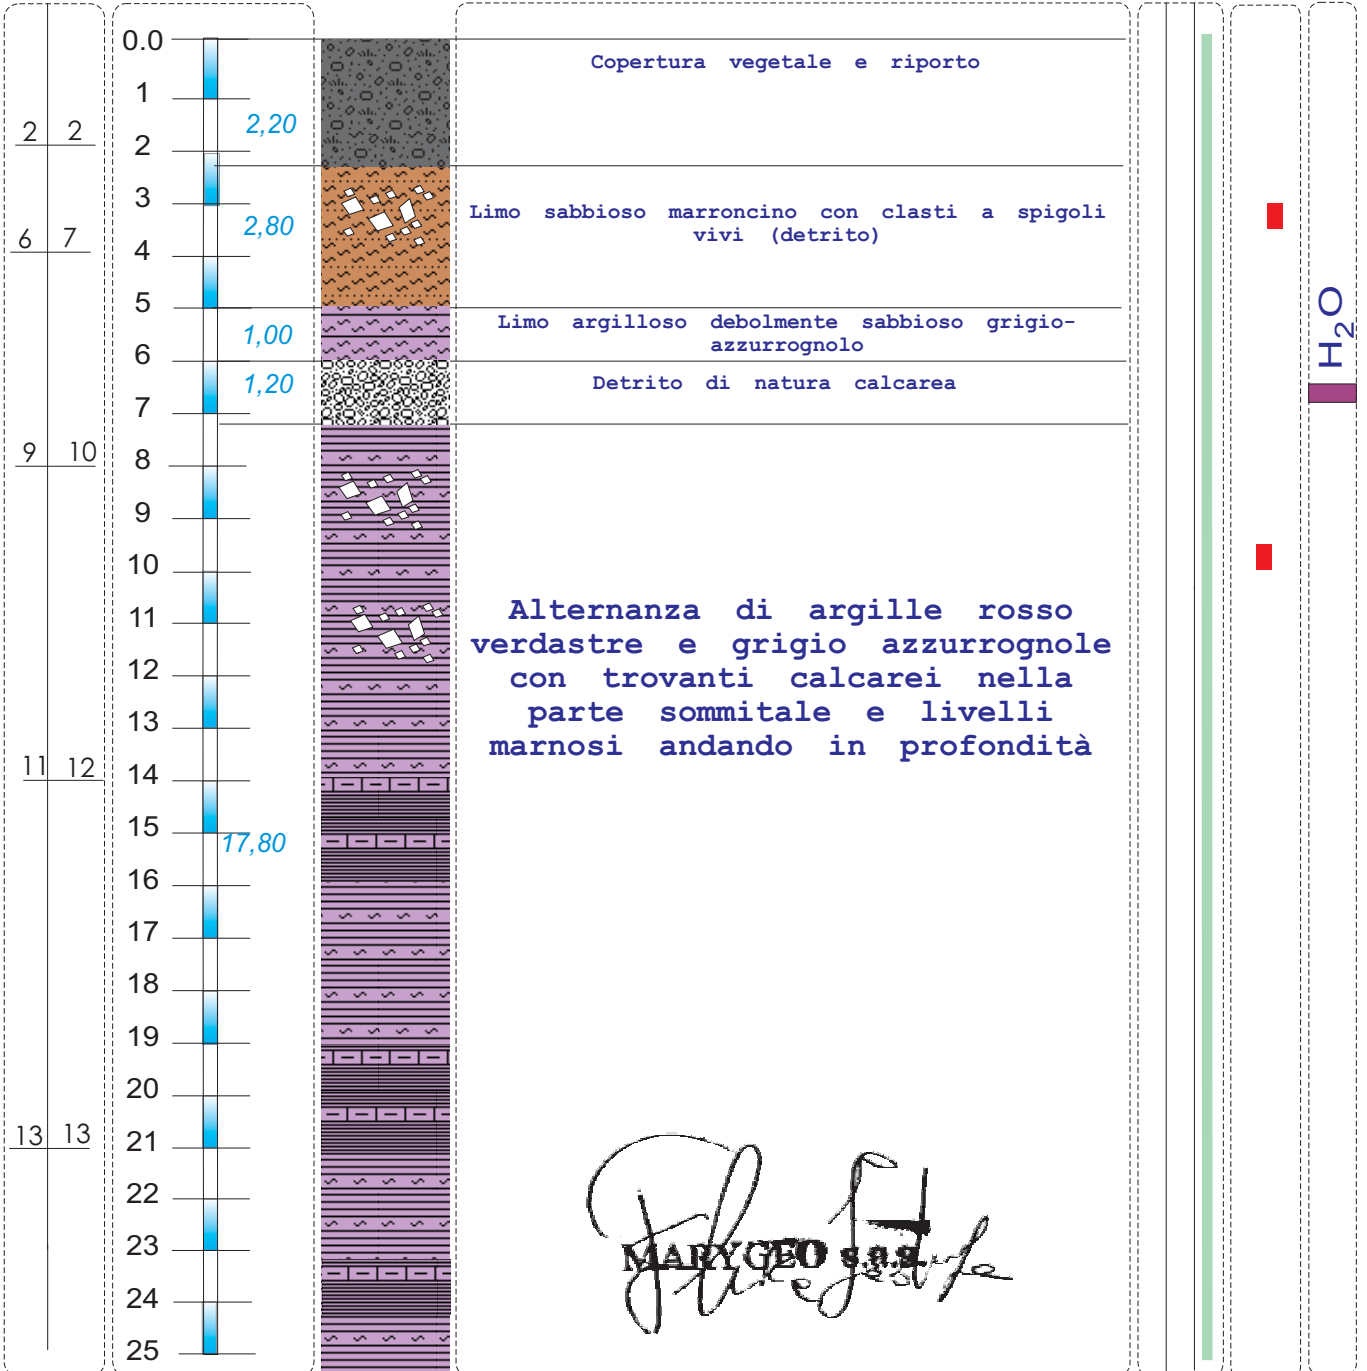 0.0
Copertura vegetale e riporto
1
2,20
2 2
2
3
Limo sabbioso marroncino con clasti a spigoli
2,80
vivi (detrito)
6 7
4
5
Limo argilloso debolmente sabbioso grigio-
1,00
azzurrognolo
H2O
6
1,20
Detrito di natura calcarea
7
9 10
8
9
10
11
Alternanza di argille rosso
verdastre e grigio azzurrognole
12
con trovanti calcarei nella
13
parte sommitale e livelli
marnosi andando in profondità
11 12
14
15
17,80
16
17
18
19
20
13 13
21
22
23
MARYGEO s.a.s.
24
25